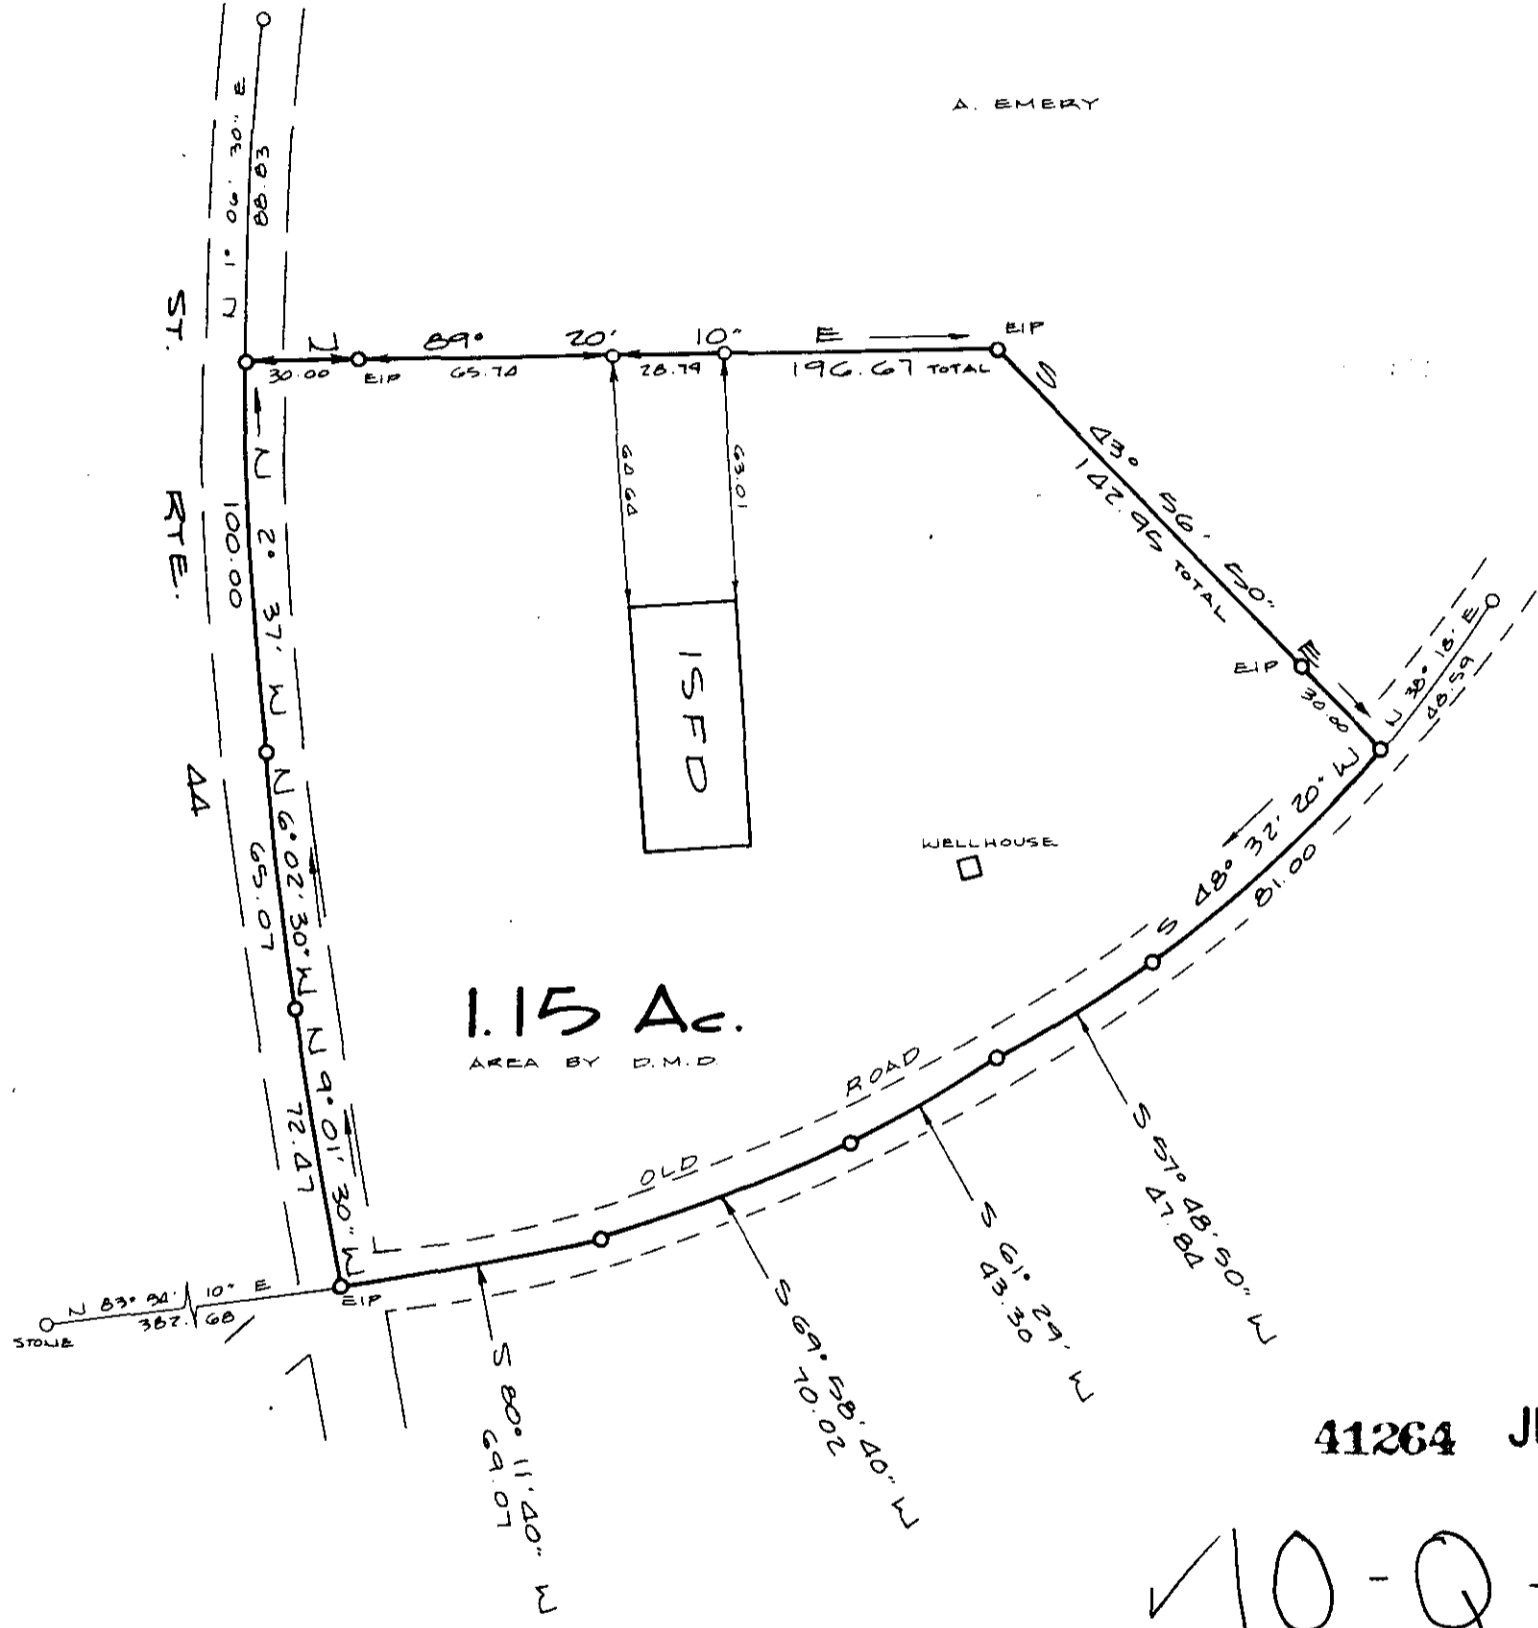 A. EMERY
N 1° 06' 30" E
88.83
ST. RTE. 44
N 89° 20' 10" E
30.00
EIP
65.74
28.79
196.67 TOTAL
EIP
S 43° 56' 50" E
142.95 TOTAL
EIP
30.00
N 38° 18' E
48.59
64.64
63.01
1SFD
N 2° 37' W
100.00
N 6° 02' 30" W
65.07
N 9° 01' 30" W
72.47
WELLHOUSE
S 48° 32' 20" W
81.00
1.15 Ac.
AREA BY D.M.D.
OLD ROAD
S 57° 48' 50" W
47.84
S 61° 29' W
43.30
S 69° 58' 40" W
70.02
S 80° 11' 40" W
69.07
EIP
10" E
382.68
STONE
41264
10-Q-